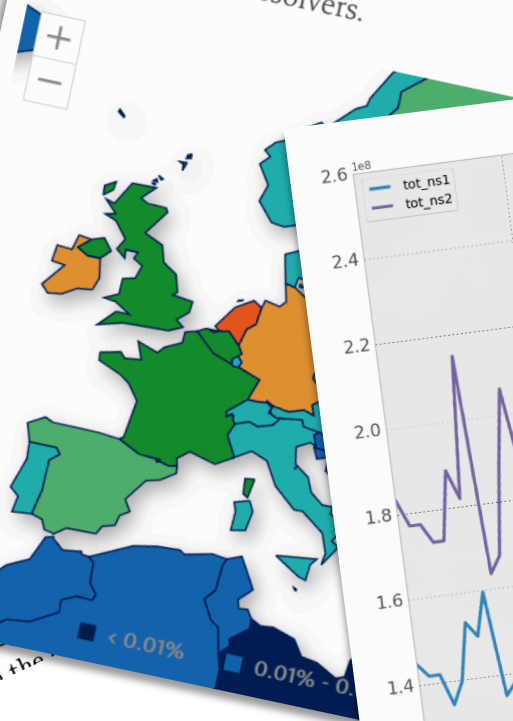 +
−
1e8
2.6
tot_ns1
tot_ns2
2.4
2.2
2.0
1.8
1.6
1.4
< 0.01%
0.01% - 0.
the